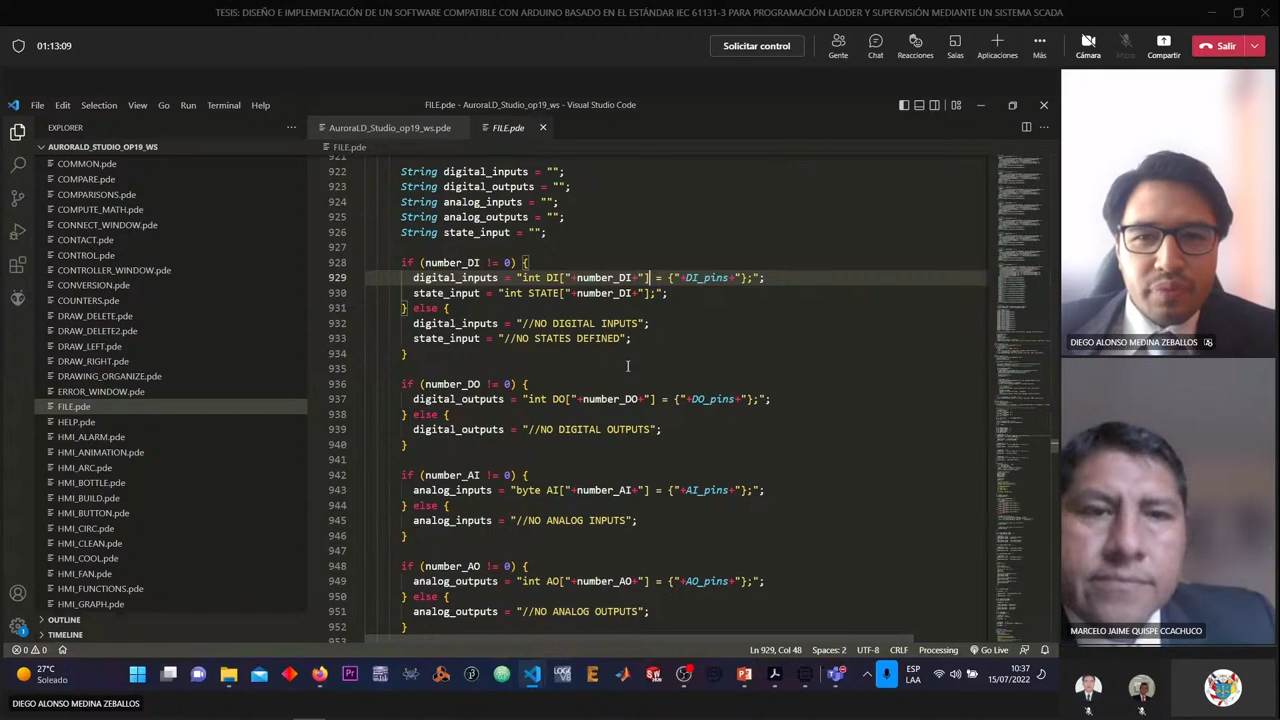 TESIS: DISEÑO E IMPLEMENTACIÓN DE UN SOFTWARE COMPATIBLE CON ARDUINO BASADO EN EL ESTÁNDAR IEC 61131-3 PARA PROGRAMACIÓN LADDER Y SUPERVISIÓN MEDIANTE UN SISTEMA SCADA
01:13:09
Solicitar control
Gente
Chat
Reacciones
Salas
Aplicaciones
Más
Cámara
Micro
Compartir
Salir
File Edit Selection View Go Run Terminal Help
FILE.pde - AuroraLD_Studio_op19_ws - Visual Studio Code
EXPLORER
AuroraLD_Studio_op19_ws.pde
FILE.pde
AURORALD_STUDIO_OP19_WS
FILE.pde
COMMON.pde
COMPARE.pde
COMPARISONS.pde
COMPUTE_MATH.pde
CONNECT_WINDOW.pde
CONTACT.pde
CONTROLLER_WINDOW.pde
COUNTERS.pde
DRAW_DELETE.pde
DRAW_DELETE2.pde
DRAW_LEFT.pde
DRAW_RIGHT.pde
ERROR_WINDOW.pde
FILE.pde
HELP.pde
HMI_ALARM.pde
HMI_ARC.pde
HMI_BOTTLE.pde
HMI_BUILD.pde
HMI_BUTTON.pde
HMI_CIRC.pde
HMI_CLEAN.pde
HMI_COOL.pde
HMI_FAN.pde
HMI_GRAPH.pde
OUTLINE
TIMELINE
921
922 String digital_inputs = "";
923 String digital_outputs = "";
924 String analog_inputs = "";
925 String analog_outputs = "";
926 String state_input = "";
927
928 if (number_DI != 0) {
929 digital_inputs = "int DI["+number_DI+"] = {"+DI_pins+"};";
930 state_input = "int STATE["+number_DI+"];";
931 } else {
932 digital_inputs = "//NO DIGITAL INPUTS";
933 state_input = "//NO STATE DEFINED";
934 }
935
936 if (number_DO != 0) {
937 digital_outputs = "int DO["+number_DO+"] = {"+DO_pins+"};";
938 } else {
939 digital_outputs = "//NO DIGITAL OUTPUTS";
940 }
941
942 if (number_AI != 0) {
943 analog_inputs = "byte AI["+number_AI+"] = {"+AI_pins+"};";
944 } else {
945 analog_inputs = "//NO ANALOG INPUTS";
946 }
947
948 if (number_AO != 0) {
949 analog_outputs = "int AO["+number_AO+"] = {"+AO_pins+"};";
950 } else {
951 analog_outputs = "//NO ANALOG OUTPUTS";
952 }
953
0 0
Ln 929, Col 48 Spaces: 2 UTF-8 CRLF Processing Go Live
DIEGO ALONSO MEDINA ZEBALLOS
MARCELO JAIME QUISPE CCACHUCO
27°C
Soleado
ESP
LAA
10:37
15/07/2022
DIEGO ALONSO MEDINA ZEBALLOS